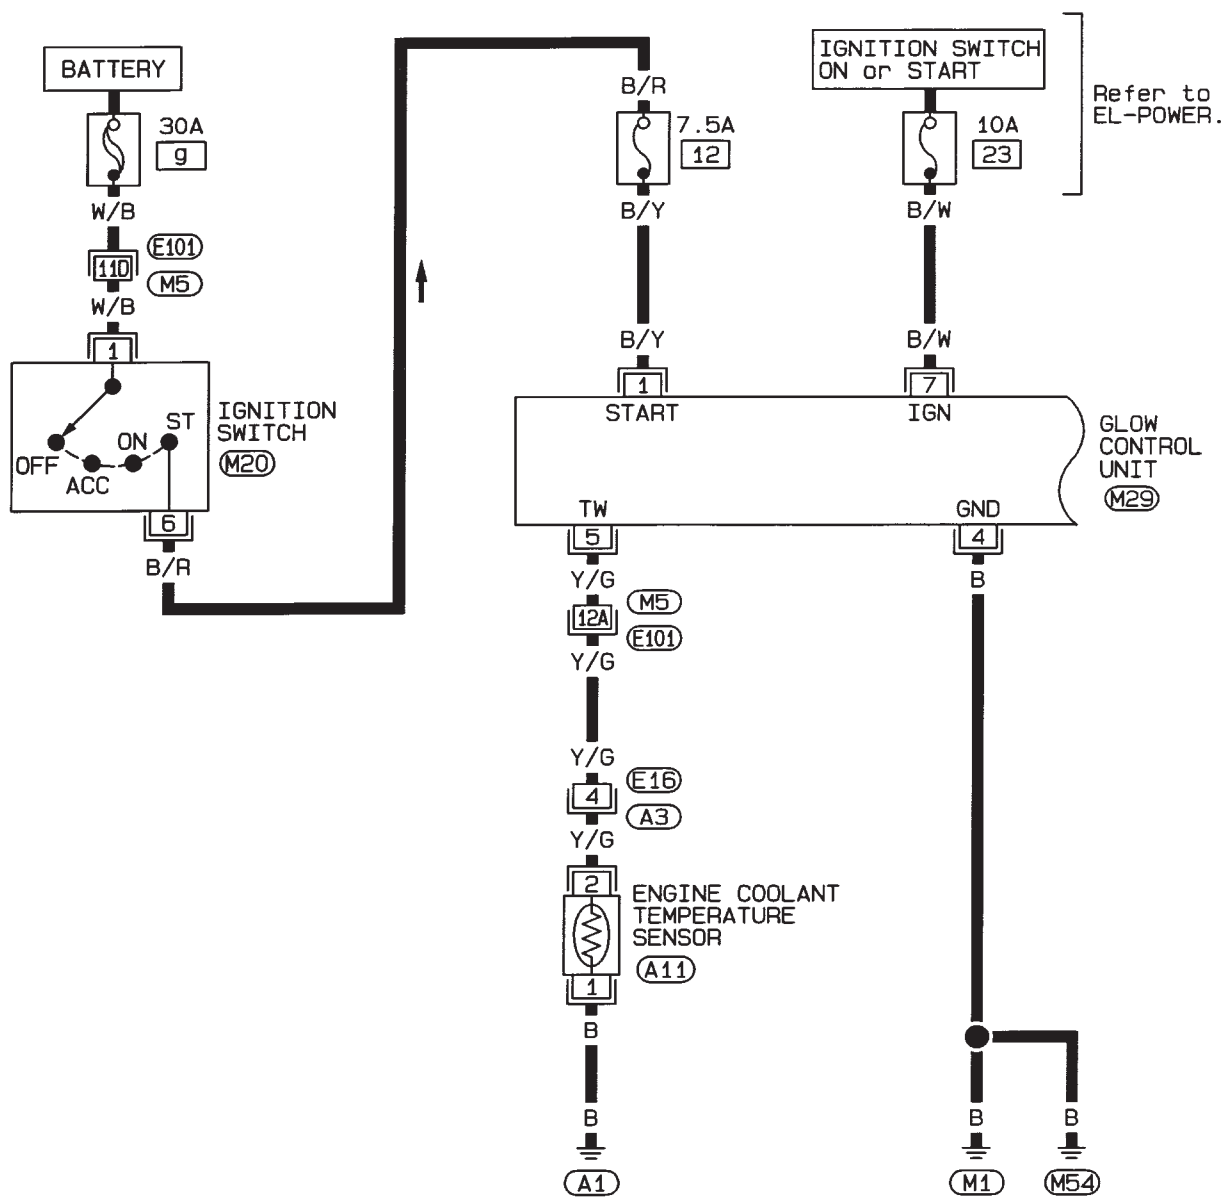 BATTERY
30A
g
W/B
E101
11D
M5
W/B
1
OFF
ACC
ON
ST
IGNITION
SWITCH
M20
6
B/R
B/R
7.5A
12
B/Y
B/Y
1
START
IGNITION SWITCH
ON or START
10A
23
B/W
B/W
7
IGN
Refer to
EL-POWER.
GLOW
CONTROL
UNIT
M29
TW
5
Y/G
M5
12A
E101
Y/G
Y/G
E16
4
A3
Y/G
2
ENGINE COOLANT
TEMPERATURE
SENSOR
A11
1
B
B
A1
GND
4
B
B
M1
B
M54